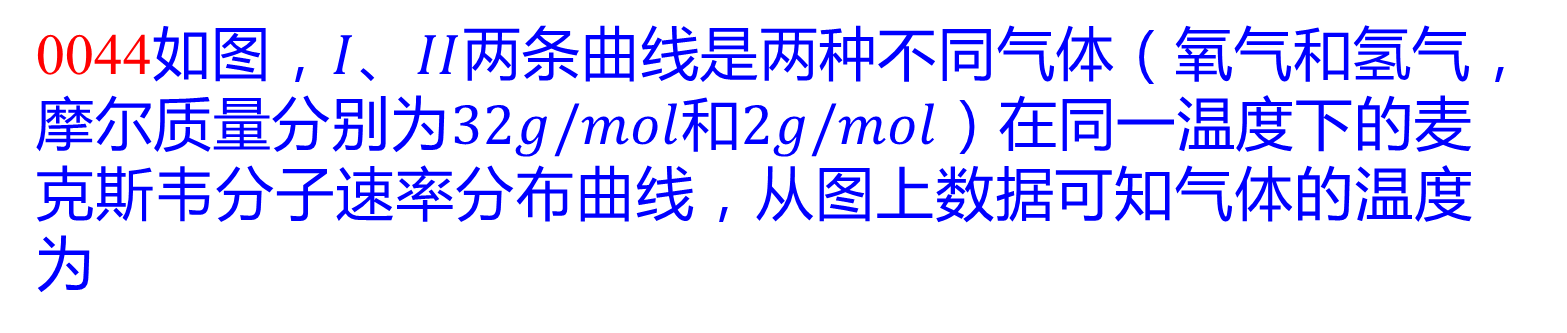 0044如图，I、II两条曲线是两种不同气体（氧气和氢气，
摩尔质量分别为32g/mol和2g/mol）在同一温度下的麦
克斯韦分子速率分布曲线，从图上数据可知气体的温度
为